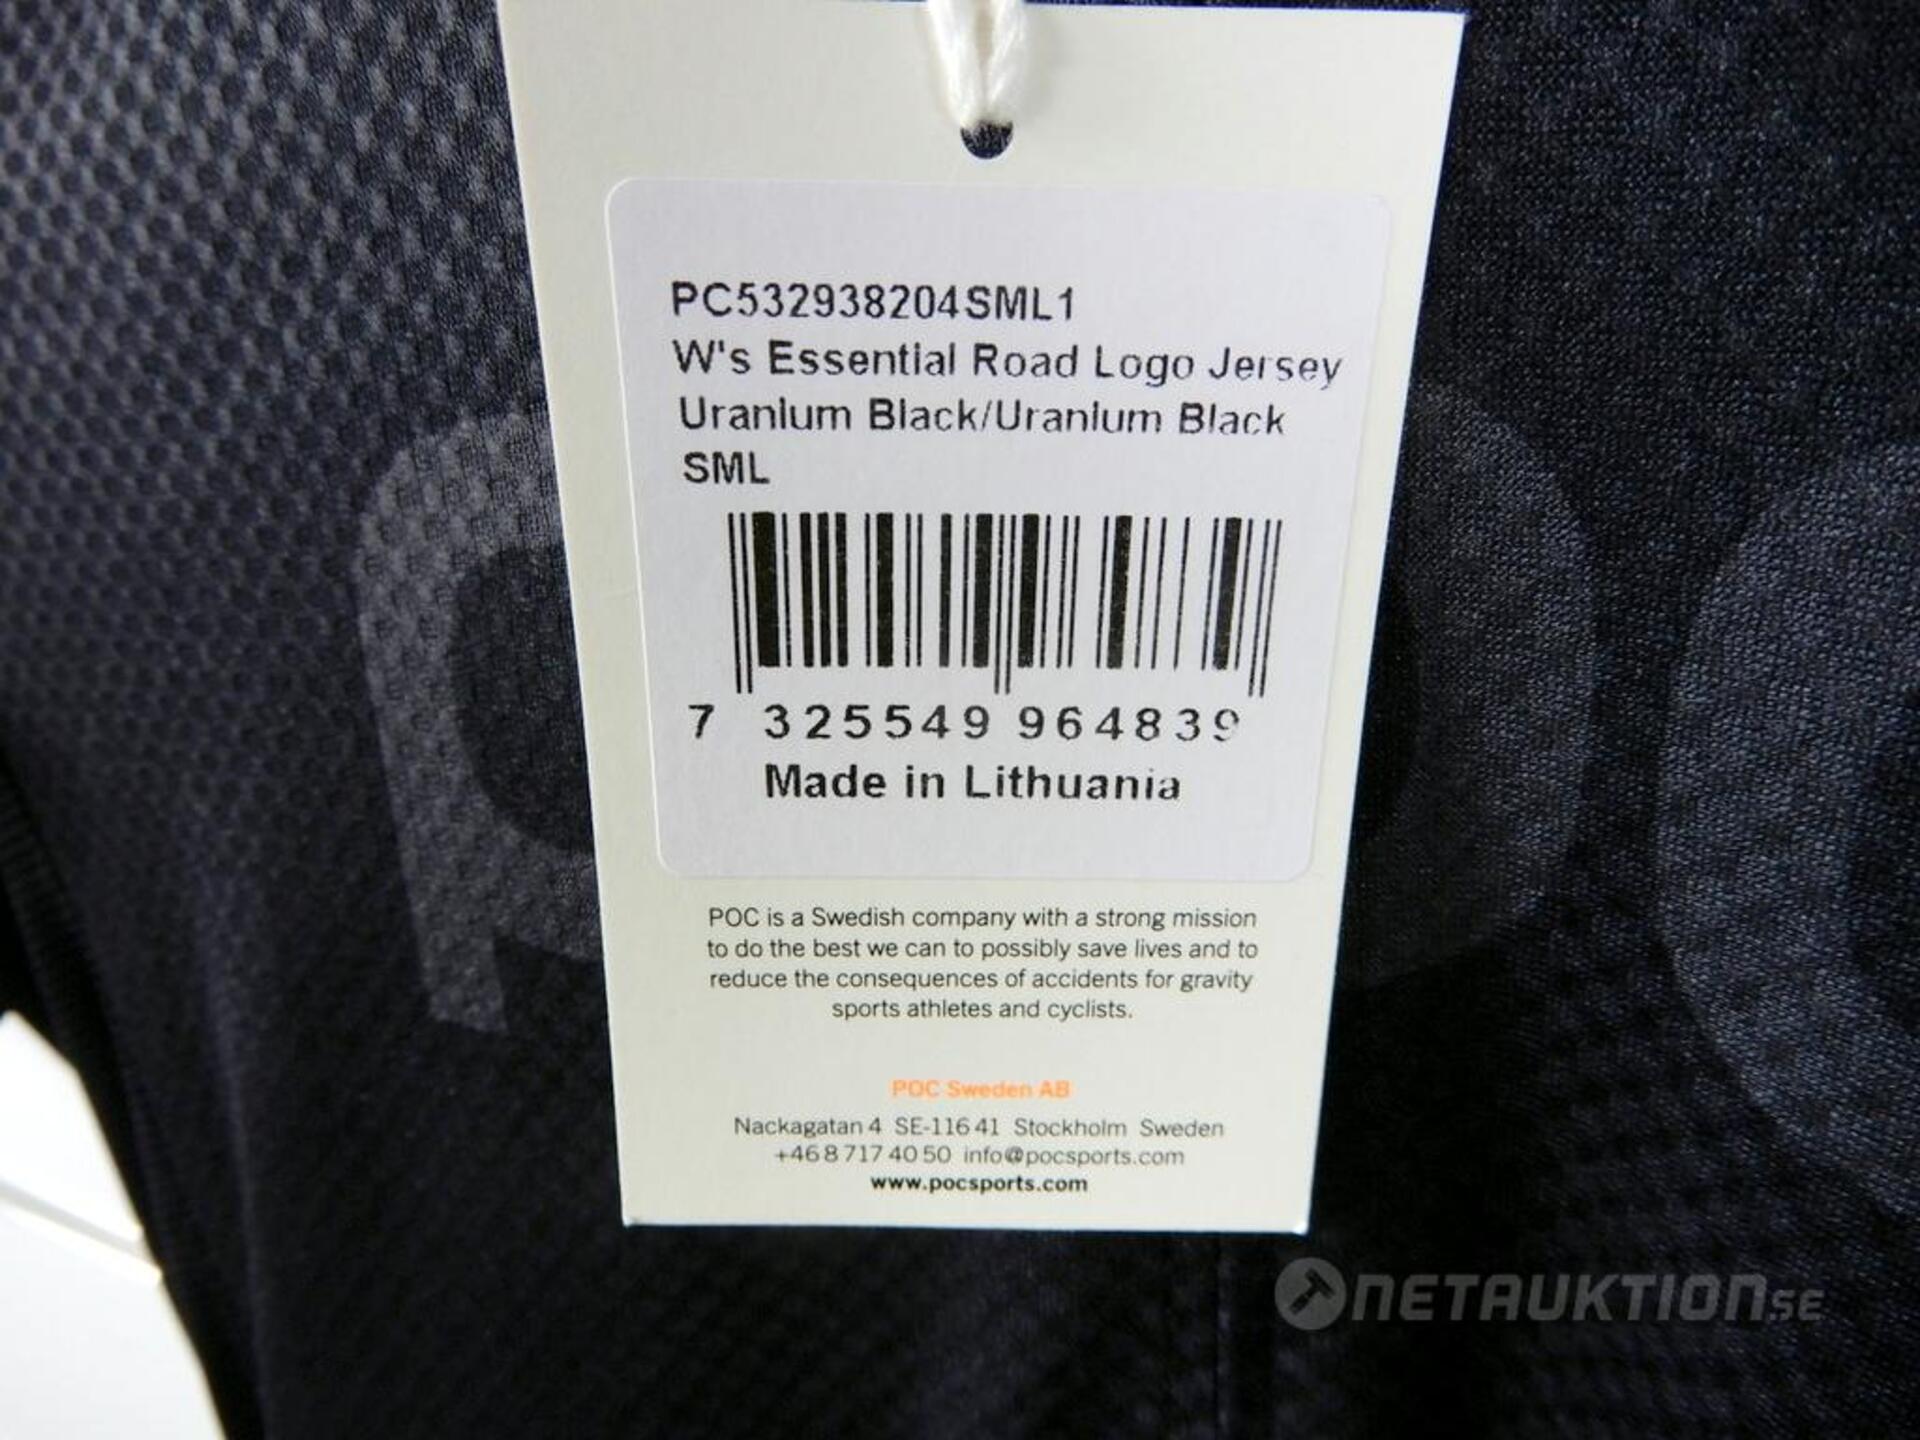 PC532938204SML1
W's Essential Road Logo Jersey
Uranium Black/Uranium Black
SML
7 325549 964839
Made in Lithuania
POC is a Swedish company with a strong mission
to do the best we can to possibly save lives and to
reduce the consequences of accidents for gravity
sports athletes and cyclists.
POC Sweden AB
Nackagatan 4 SE-116 41 Stockholm Sweden
+46 8 717 40 50 info@pocsports.com
www.pocsports.com
NETAUKTION.SE